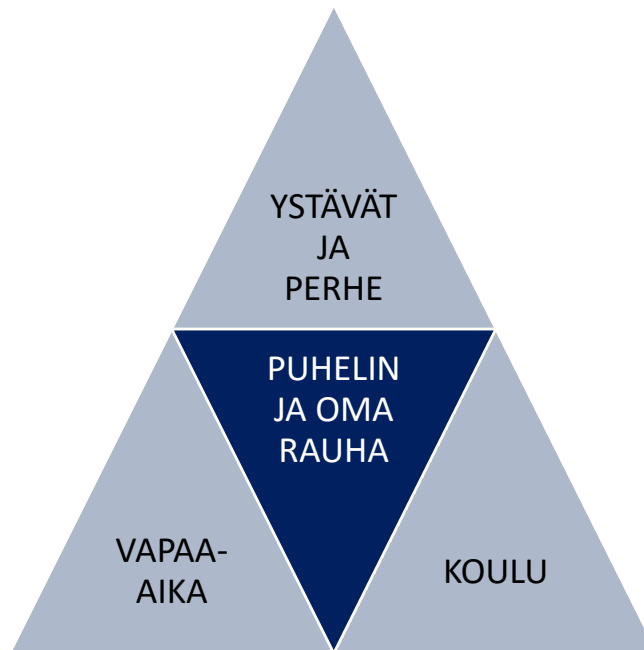 YSTÄVÄT
JA
PERHE
PUHELIN
JA OMA
RAUHA
VAPAA-
AIKA
KOULU